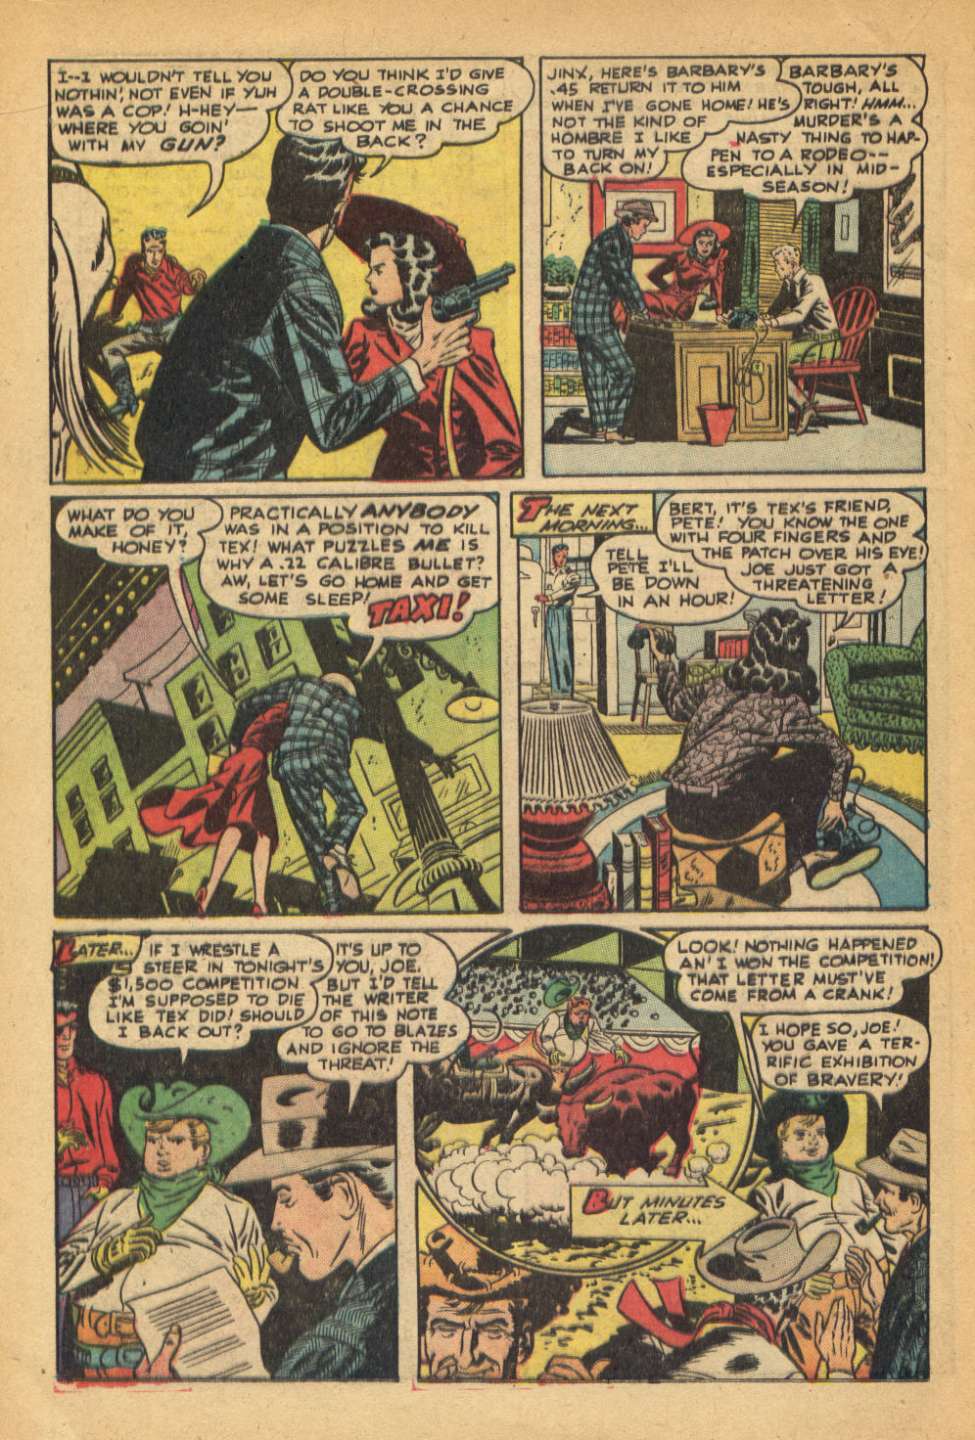 I--I WOULDN'T TELL YOU
NOTHIN', NOT EVEN IF YUH
WAS A COP! H-HEY--
WHERE YOU GOIN'
WITH MY GUN?
DO YOU THINK I'D GIVE
A DOUBLE-CROSSING
RAT LIKE YOU A CHANCE
TO SHOOT ME IN THE
BACK?
JINX, HERE'S BARBARY'S
.45 RETURN IT TO HIM
WHEN I'VE GONE HOME! HE'S
NOT THE KIND OF
HOMBRE I LIKE
TO TURN MY
BACK ON!
BARBARY'S
TOUGH, ALL
RIGHT! HMM...
MURDER'S A
NASTY THING TO HAP-
PEN TO A RODEO--
ESPECIALLY IN MID-
SEASON!
WHAT DO YOU
MAKE OF IT,
HONEY?
PRACTICALLY ANYBODY
WAS IN A POSITION TO KILL
TEX! WHAT PUZZLES ME IS
WHY A .22 CALIBRE BULLET?
AW, LET'S GO HOME AND GET
SOME SLEEP!
TAXI!
THE NEXT
MORNING...
TELL
PETE I'LL
BE DOWN
IN AN HOUR!
BERT, IT'S TEX'S FRIEND,
PETE! YOU KNOW THE ONE
WITH FOUR FINGERS AND
THE PATCH OVER HIS EYE!
JOE JUST GOT A
THREATENING
LETTER!
LATER...
IF I WRESTLE A
STEER IN TONIGHT'S
$1,500 COMPETITION
I'M SUPPOSED TO DIE
LIKE TEX DID! SHOULD
I BACK OUT?
IT'S UP TO
YOU, JOE.
BUT I'D TELL
THE WRITER
OF THIS NOTE
TO GO TO BLAZES
AND IGNORE THE
THREAT!
LOOK! NOTHING HAPPENED
AN' I WON THE COMPETITION!
THAT LETTER MUST'VE
COME FROM A CRANK!
I HOPE SO, JOE!
YOU GAVE A TER-
RIFIC EXHIBITION
OF BRAVERY!
BUT MINUTES
LATER...